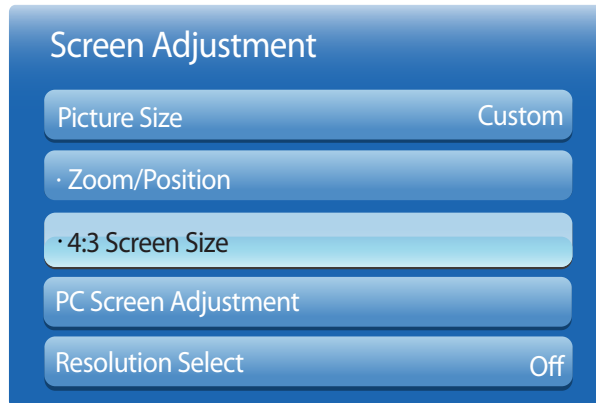 Screen Adjustment
Picture Size Custom
· Zoom/Position
· 4:3 Screen Size
PC Screen Adjustment
Resolution Select Off